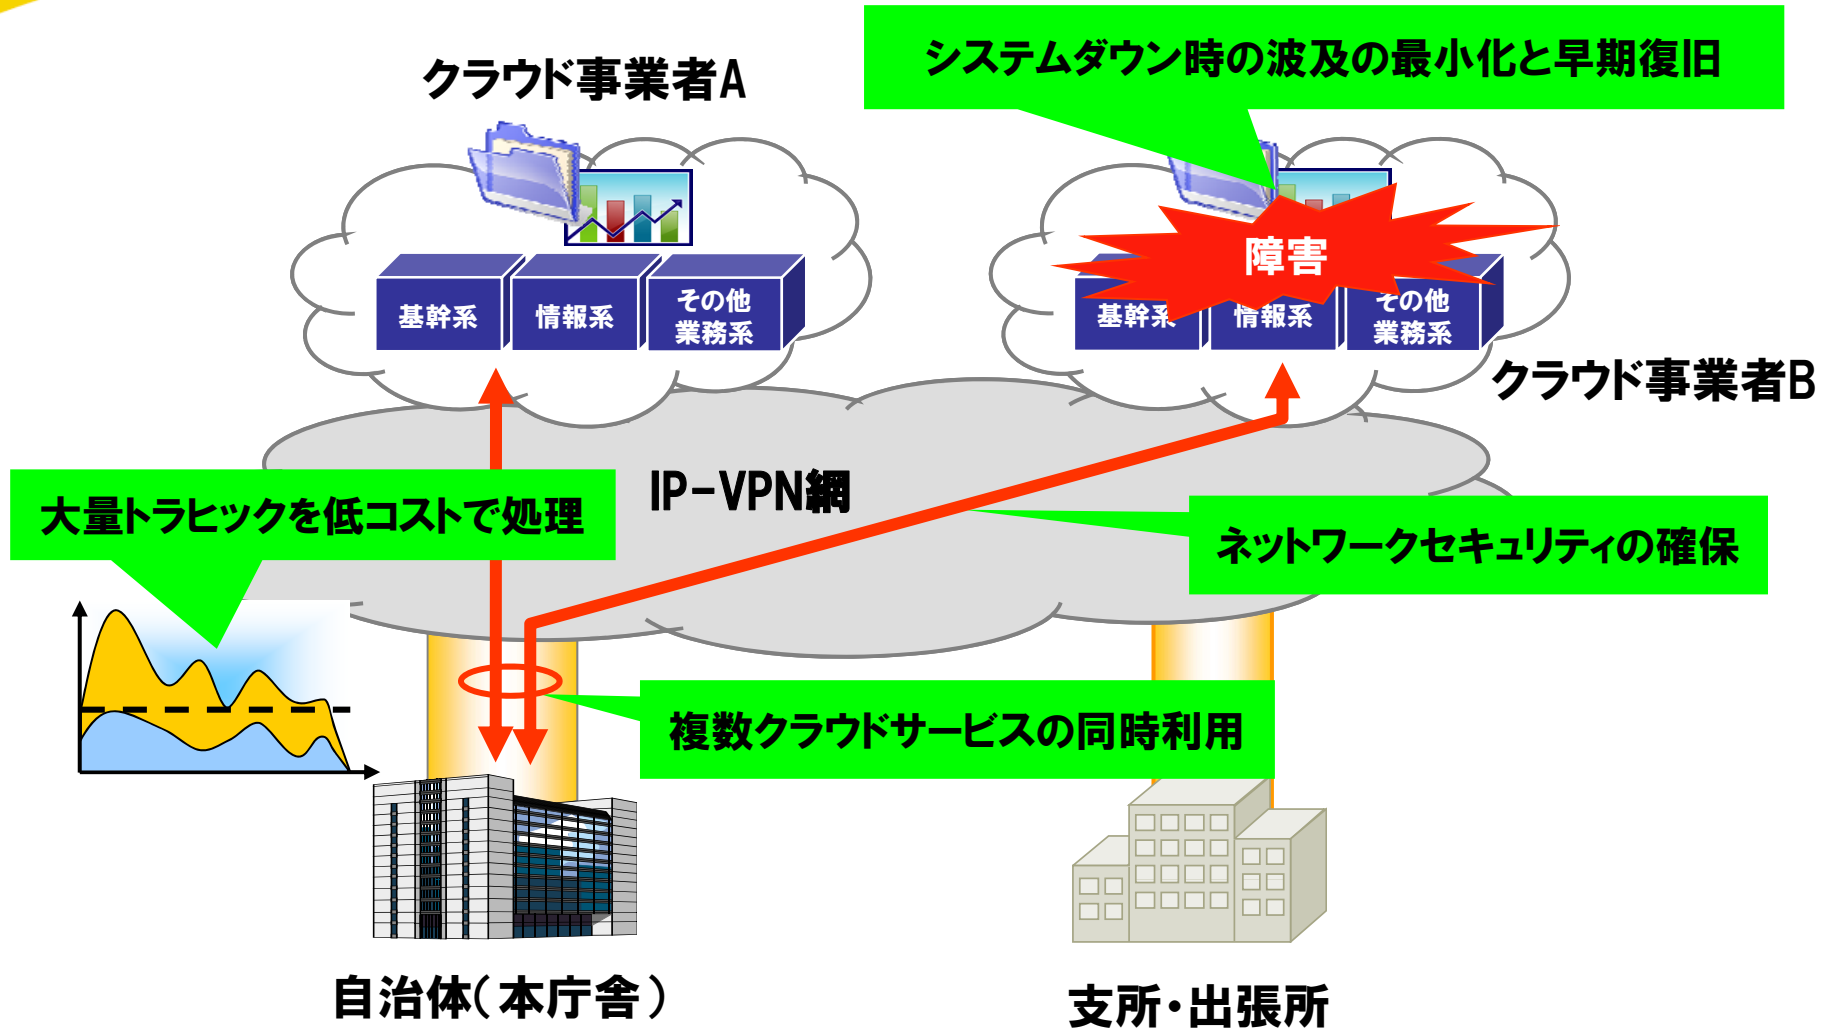 システムダウン時の波及の最小化と早期復旧
クラウド事業者A
障害
基幹系
情報系
その他
業務系
基幹系
情報系
その他
業務系
クラウド事業者B
IP-VPN網
大量トラヒックを低コストで処理
ネットワークセキュリティの確保
複数クラウドサービスの同時利用
自治体（本庁舎）
支所・出張所